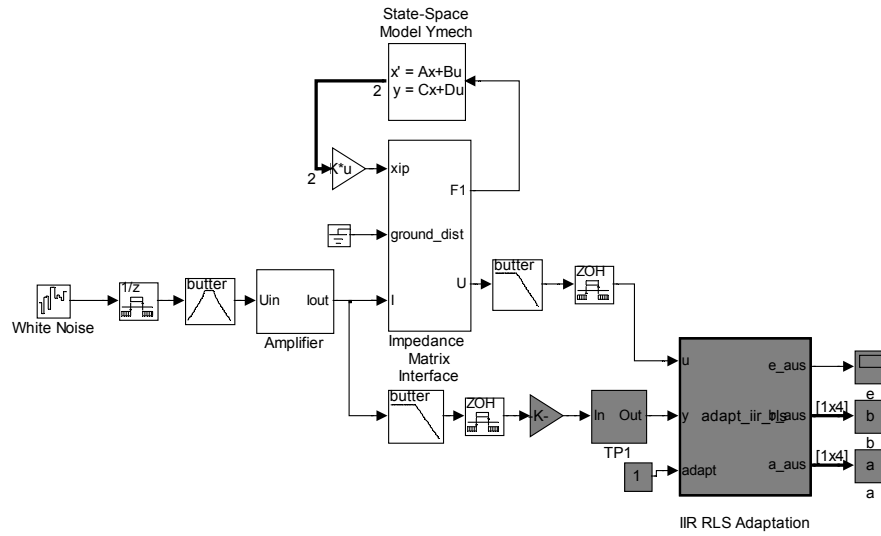 State-Space
Model Ymech
x' = Ax+Bu
y = Cx+Du
2
2
K*u
xip
F1
ground_dist
U
I
Impedance
Matrix
Interface
White Noise
1/z
butter
Uin
Iout
Amplifier
butter
ZOH
butter
ZOH
-K-
In
Out
TP1
1
u
y
adapt
adapt_iir_rls
e_aus
b_aus
a_aus
[1x4]
[1x4]
e
b
b
a
a
IIR RLS Adaptation